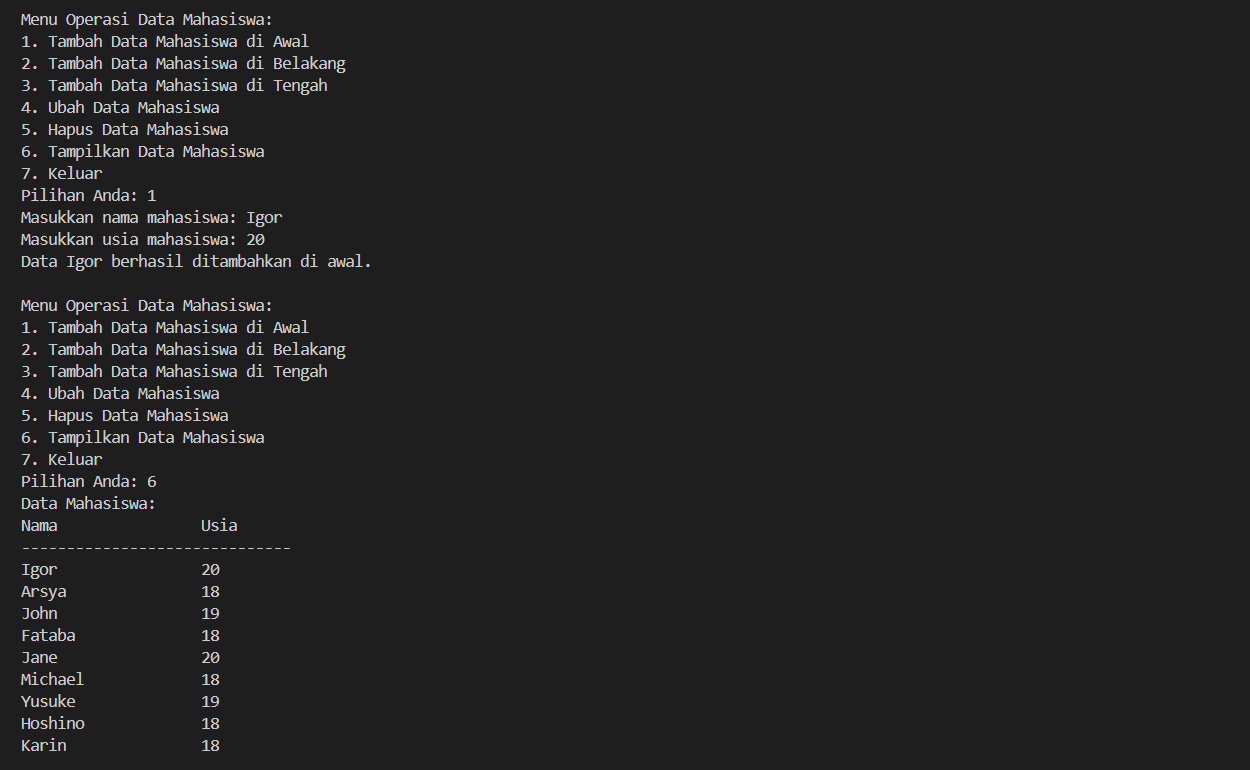 Menu Operasi Data Mahasiswa:
1. Tambah Data Mahasiswa di Awal
2. Tambah Data Mahasiswa di Belakang
3. Tambah Data Mahasiswa di Tengah
4. Ubah Data Mahasiswa
5. Hapus Data Mahasiswa
6. Tampilkan Data Mahasiswa
7. Keluar
Pilihan Anda: 1
Masukkan nama mahasiswa: Igor
Masukkan usia mahasiswa: 20
Data Igor berhasil ditambahkan di awal.

Menu Operasi Data Mahasiswa:
1. Tambah Data Mahasiswa di Awal
2. Tambah Data Mahasiswa di Belakang
3. Tambah Data Mahasiswa di Tengah
4. Ubah Data Mahasiswa
5. Hapus Data Mahasiswa
6. Tampilkan Data Mahasiswa
7. Keluar
Pilihan Anda: 6
Data Mahasiswa:
Nama                Usia
------------------------------
Igor                20
Arsya               18
John                19
Fataba              18
Jane                20
Michael             18
Yusuke              19
Hoshino             18
Karin               18